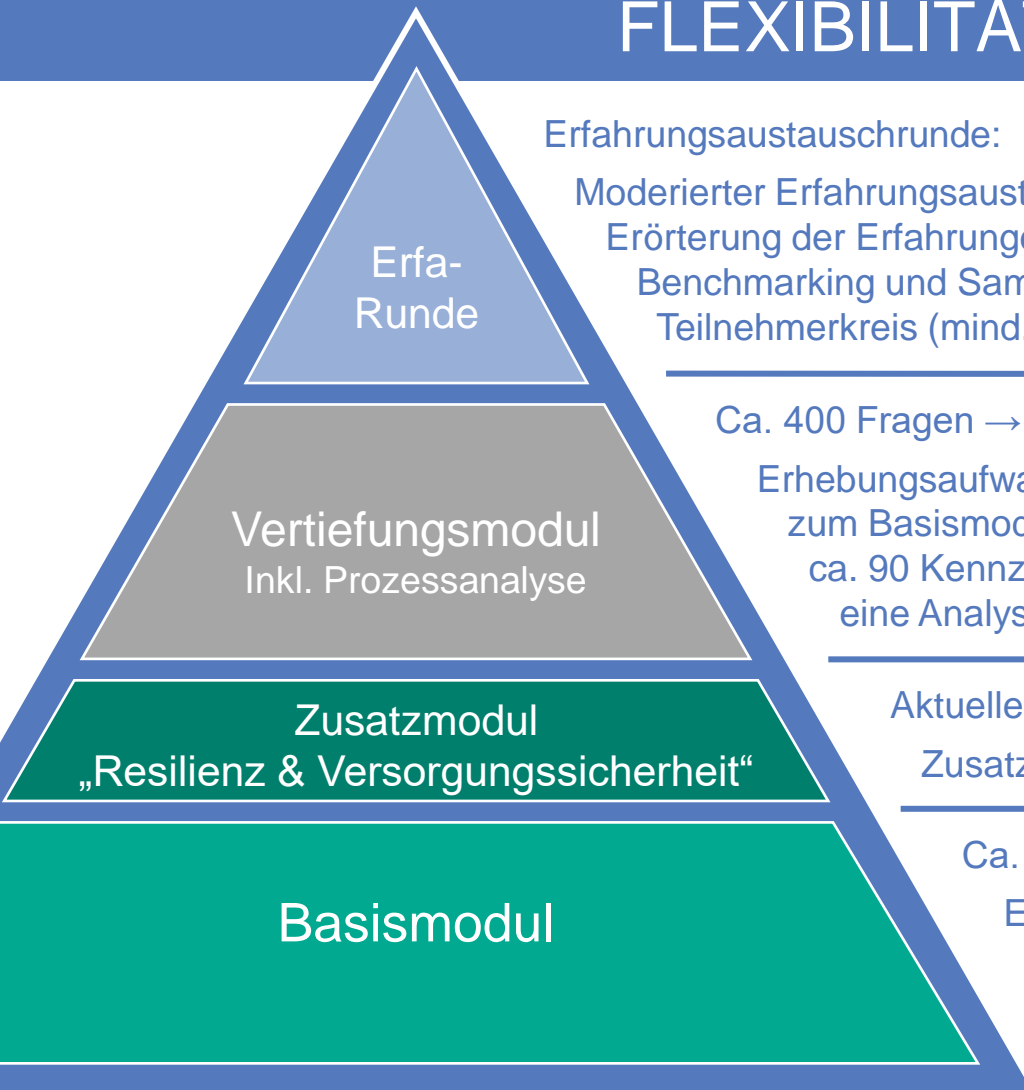 FLEXIBILITÄT
Erfahrungsaustauschrunde:
Moderierter Erfahrungsaust
Erörterung der Erfahrunge
Benchmarking und Sam
Teilnehmerkreis (mind.
Erfa-
Runde
Ca. 400 Fragen →
Erhebungsaufwa
zum Basismod
ca. 90 Kennz
eine Analys
Vertiefungsmodul
Inkl. Prozessanalyse
Aktuelle
Zusatz
Zusatzmodul
„Resilienz & Versorgungssicherheit“
Ca.
E
Basismodul